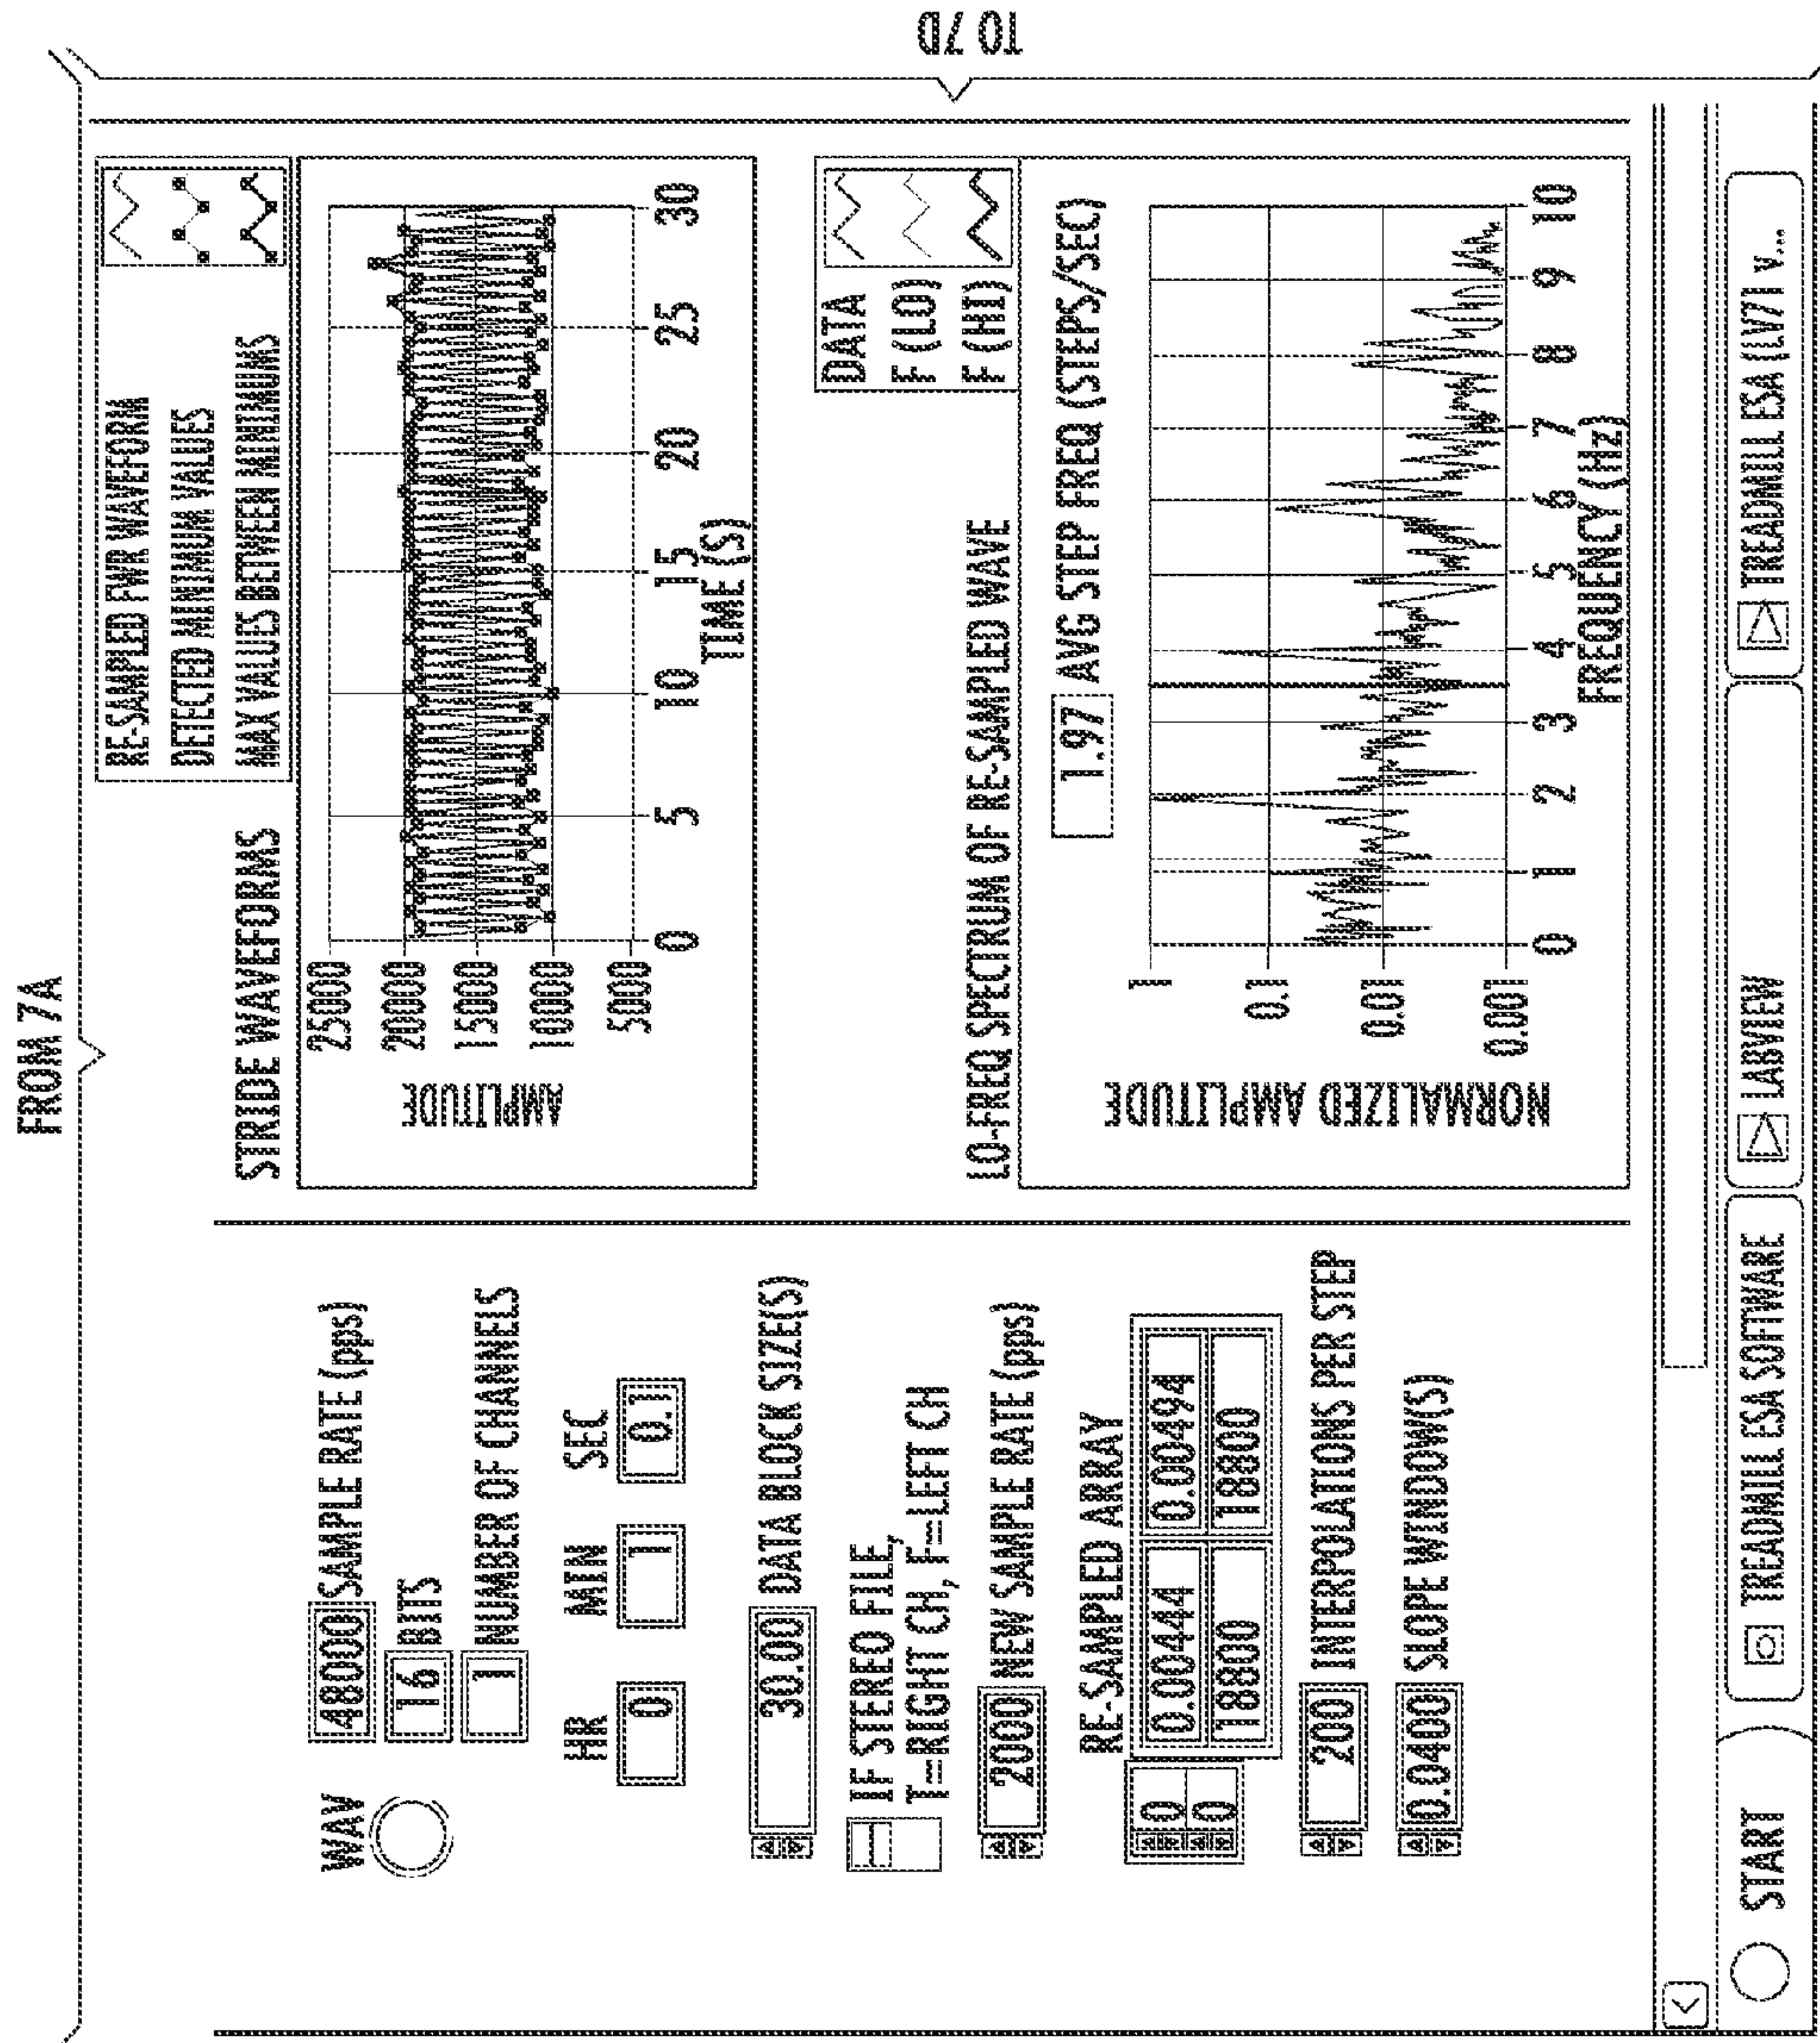 FROM 7A
TO 7D
WAV
48000 SAMPLE RATE (pps)
16 BITS
1 NUMBER OF CHANNELS
HR MIN SEC
0 1 0.1
30.00 DATA BLOCK SIZE(S)
IF STEREO FILE,
T=RIGHT CH, F=LEFT CH
2000 NEW SAMPLE RATE (pps)
RE-SAMPLED ARRAY
0 0.00444 0.00494
0 18800 18800
200 INTERPOLATIONS PER STEP
0.0400 SLOPE WINDOW(S)
STRIDE WAVEFORMS
RE-SAMPLED FWR WAVEFORM
DETECTED MINIMUM VALUES
MAX VALUES BETWEEN MINIMUMS
AMPLITUDE
25000
20000
15000
10000
5000
0 5 10 15 20 25 30
TIME (S)
LO-FREQ SPECTRUM OF RE-SAMPLED WAVE
DATA
F (LO)
F (HI)
1.97 AVG STEP FREQ (STEPS/SEC)
NORMALIZED AMPLITUDE
1
0.1
0.01
0.001
0 1 2 3 4 5 6 7 8 9 10
FREQUENCY (Hz)
START
TREADMILE ESA SOFTWARE
LABVIEW
TREADMILL ESA (LV71 v...